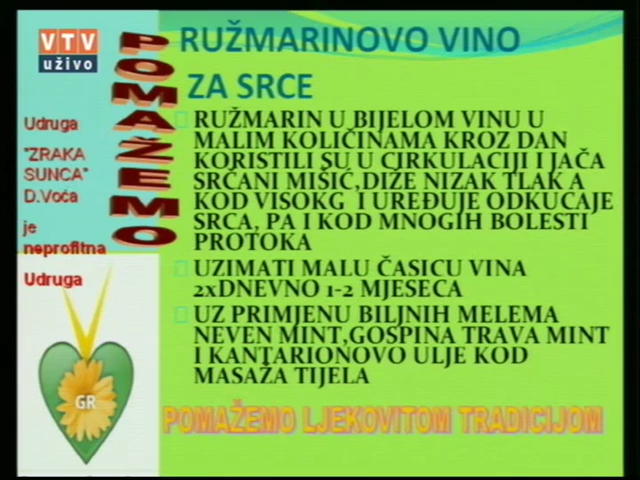 VTV
uživo
POMAŽEMO
Udruga
"ZRAKA
SUNCA"
D.Voća
je
neprofitna
Udruga
GR
RUŽMARINOVO VINO
ZA SRCE
RUŽMARIN U BIJELOM VINU U
MALIM KOLIČINAMA KROZ DAN
KORISTILI SU U CIRKULACIJI I JAČA
SRČANI MIŠIĆ,DIŽE NIZAK TLAK A
KOD VISOKG I UREĐUJE ODKUCAJE
SRCA, PA I KOD MNOGIH BOLESTI
PROTOKA
UZIMATI MALU ČASICU VINA
2xDNEVNO 1-2 MJESECA
UZ PRIMJENU BILJNIH MELEMA
NEVEN MINT,GOSPINA TRAVA MINT
I KANTARIONOVO ULJE KOD
MASAŽA TIJELA
POMAŽEMO LJEKOVITOM TRADICIJOM